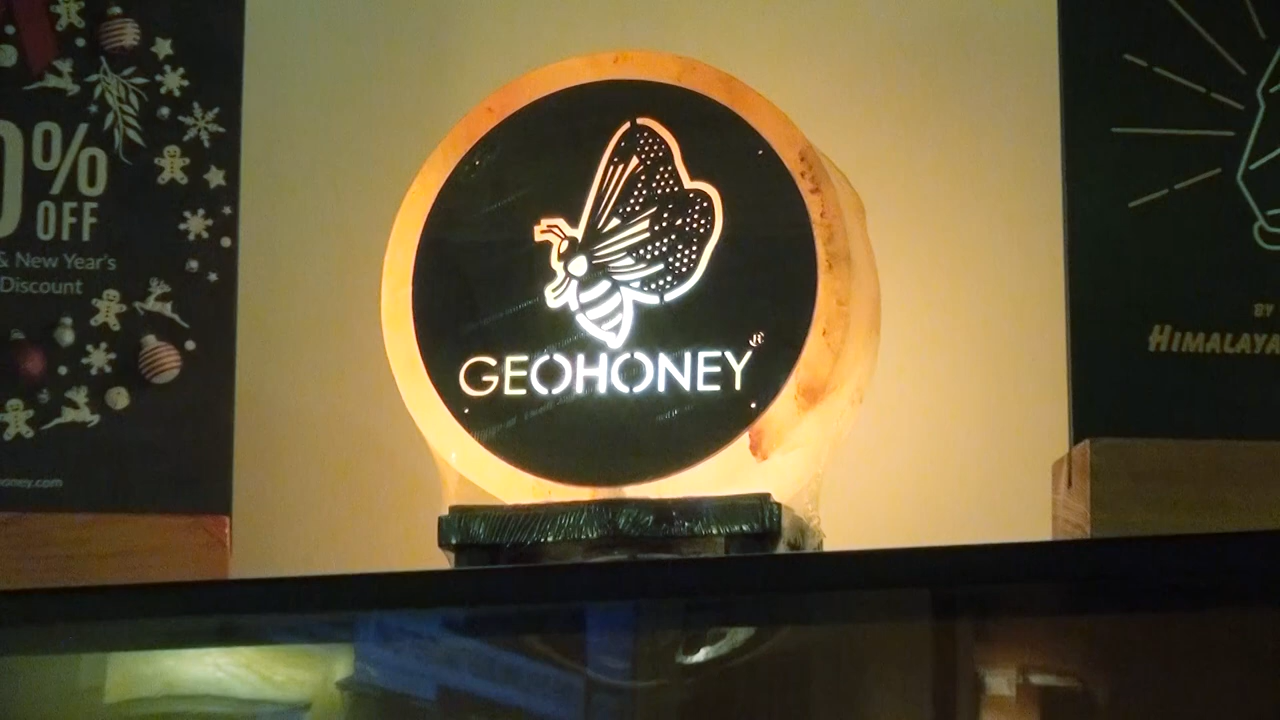 0%
OFF
& New Year's
Discount
oney.com
GEOHONEY®
BY
HIMALAYA